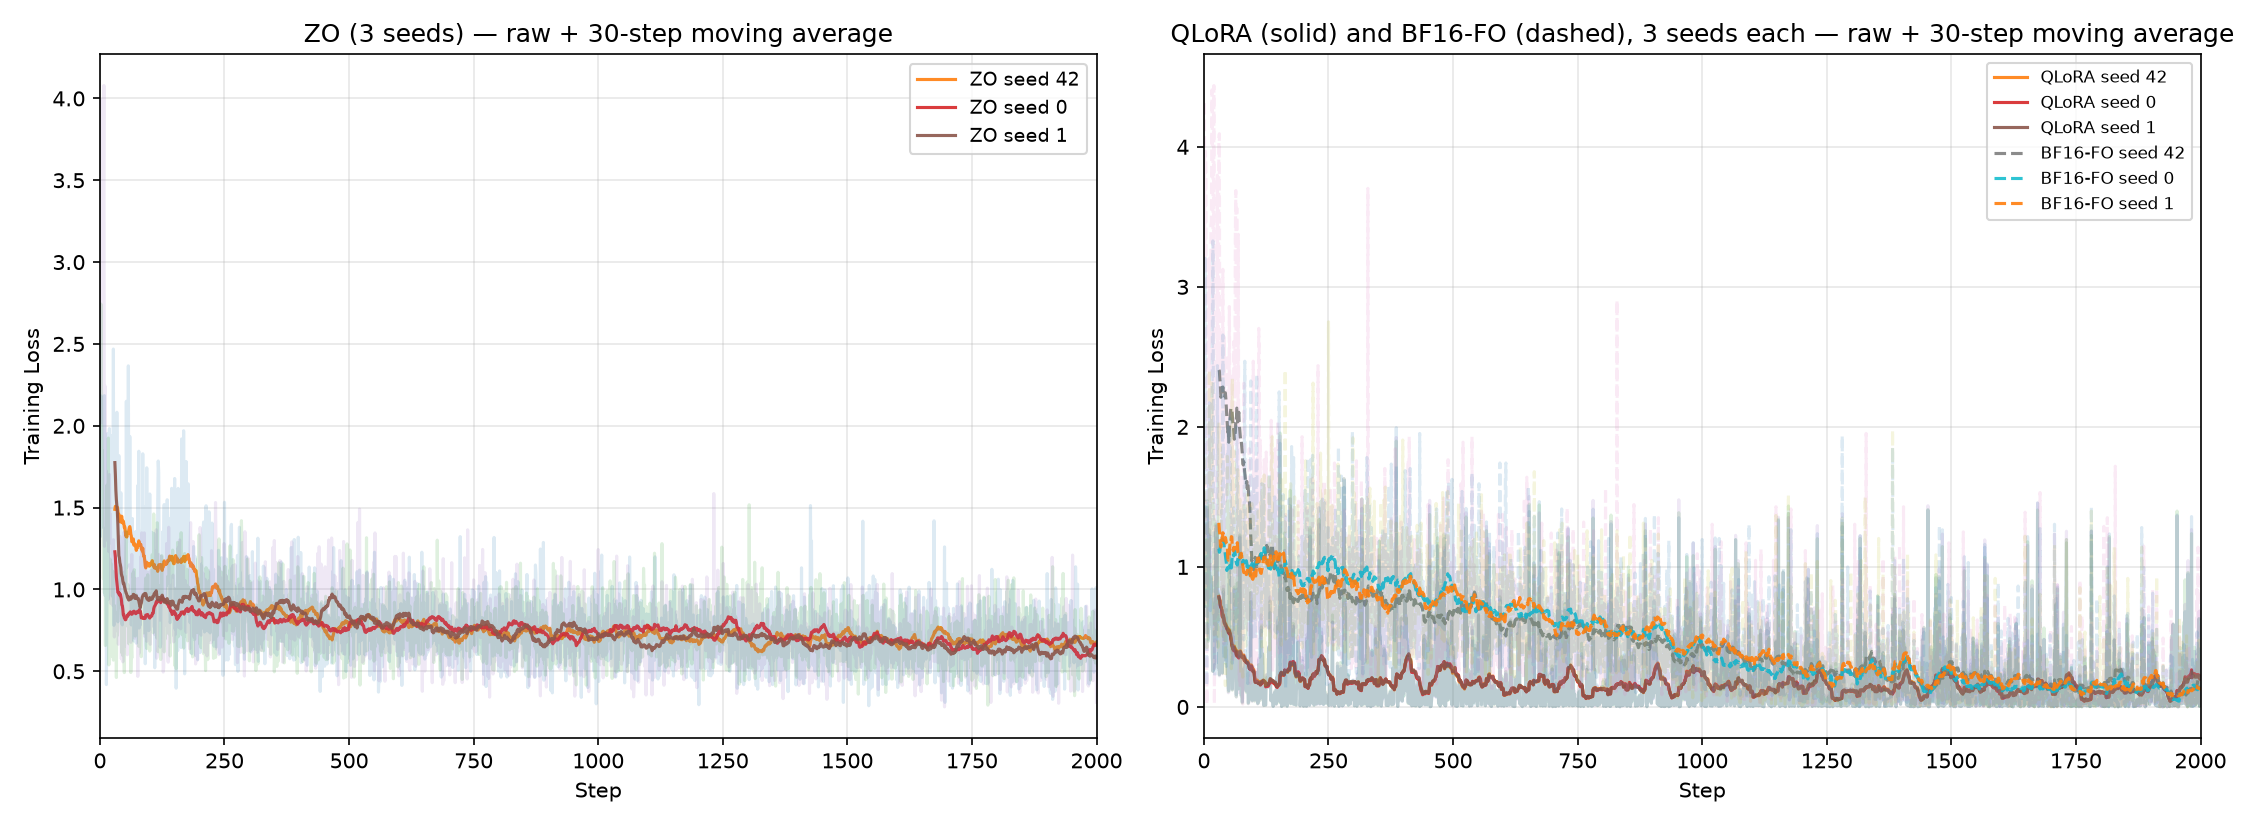 ZO (3 seeds) — raw + 30-step moving average
Training Loss
4.0
3.5
3.0
2.5
2.0
1.5
1.0
0.5
ZO seed 42
ZO seed 0
ZO seed 1
0 250 500 750 1000 1250 1500 1750 2000
Step
QLoRA (solid) and BF16-FO (dashed), 3 seeds each — raw + 30-step moving average
Training Loss
4
3
2
1
0
QLoRA seed 42
QLoRA seed 0
QLoRA seed 1
BF16-FO seed 42
BF16-FO seed 0
BF16-FO seed 1
0 250 500 750 1000 1250 1500 1750 2000
Step